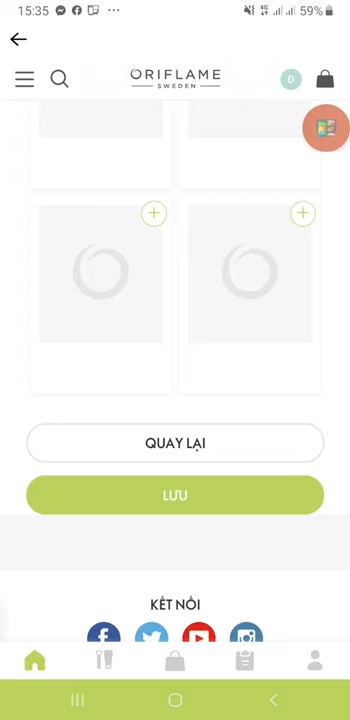 15:35
59%
ORIFLAME
SWEDEN
D
QUAY LẠI
LƯU
KẾT NỐI